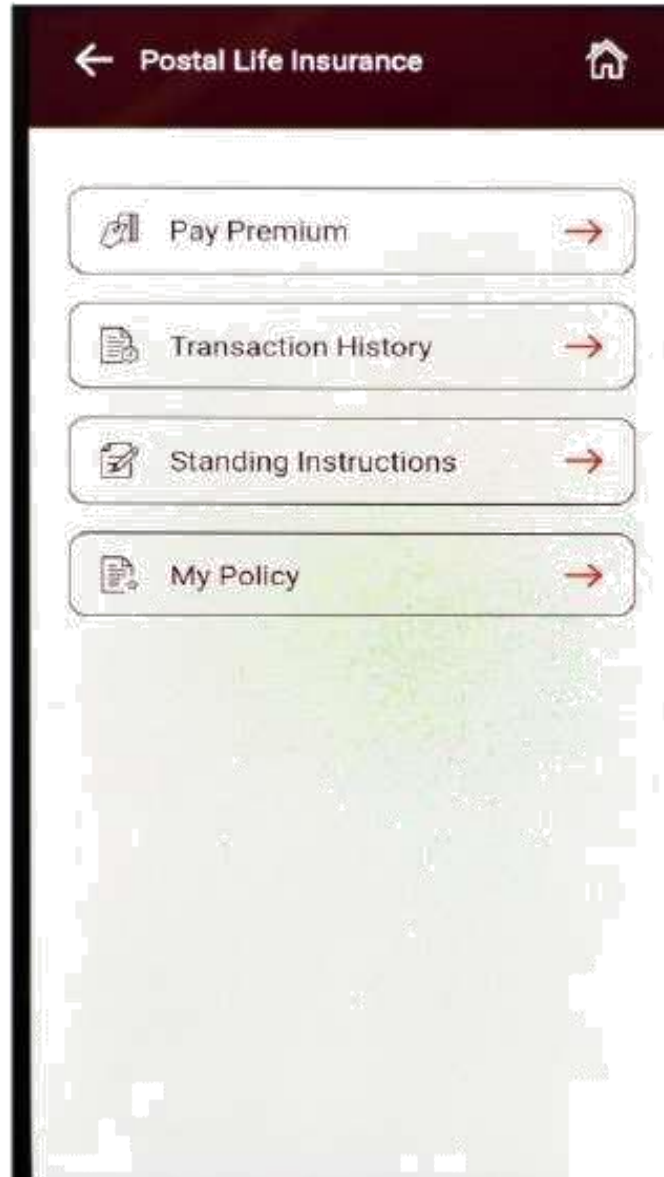 Postal Life Insurance
Pay Premium
Transaction History
Standing Instructions
My Policy